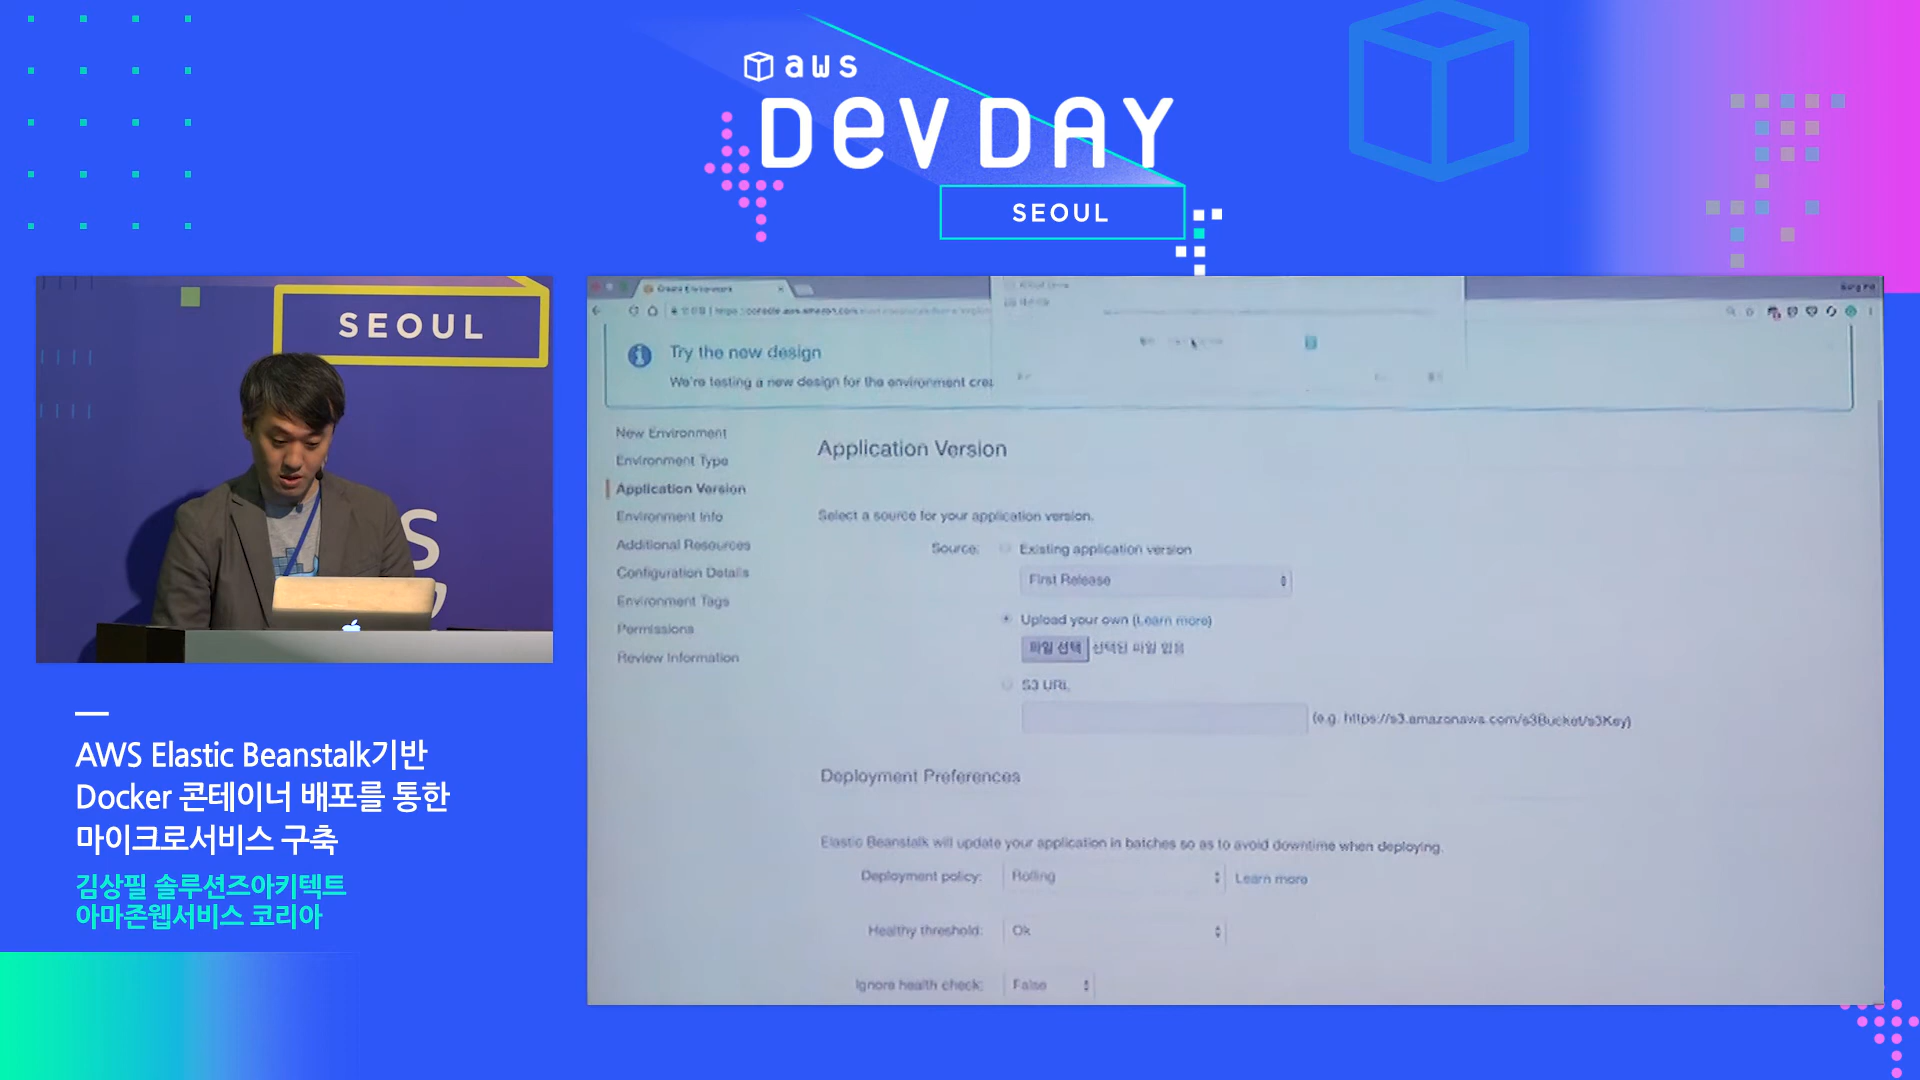 aws
DEV DAY
SEOUL
SEOUL
AWS Elastic Beanstalk기반
Docker 콘테이너 배포를 통한
마이크로서비스 구축
김상필 솔루션즈아키텍트
아마존웹서비스 코리아
Create Environment
Try the new design
We're testing a new design for the environment crea
New Environment
Environment Type
Application Version
Environment Info
Additional Resources
Configuration Details
Environment Tags
Permissions
Review Information
Application Version
Select a source for your application version.
Source: Existing application version
First Release
Upload your own (Learn more)
파일 선택 선택된 파일 없음
S3 URL
(e.g. https://s3.amazonaws.com/s3Bucket/s3Key)
Deployment Preferences
Elastic Beanstalk will update your application in batches so as to avoid downtime when deploying.
Deployment policy: Rolling Learn more
Healthy threshold: Ok
Ignore health check: False